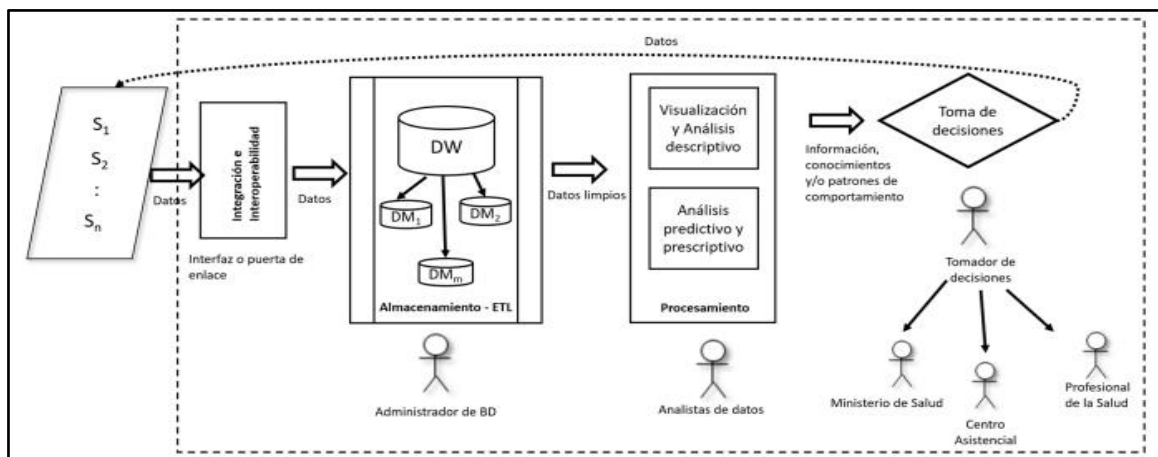 Datos
S1
S2
:
Sn
Datos
Integración e
Interoperabilidad
Interfaz o puerta de
enlace
Datos
DW
DM1
DM2
DMm
Almacenamiento - ETL
Administrador de BD
Datos limpios
Visualización
y Análisis
descriptivo
Análisis
predictivo y
prescriptivo
Procesamiento
Analistas de datos
Información,
conocimientos
y/o patrones de
comportamiento
Toma de
decisiones
Tomador de
decisiones
Ministerio de Salud
Centro
Asistencial
Profesional
de la Salud